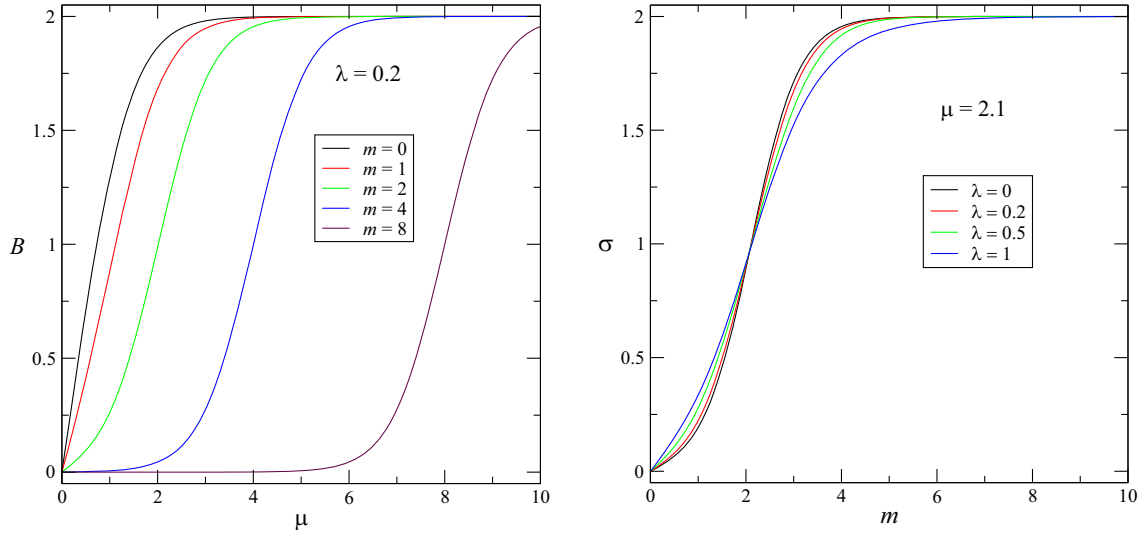 2
1.5
1
0.5
0
B
0 2 4 6 8 10
μ
λ = 0.2
m = 0
m = 1
m = 2
m = 4
m = 8
2
1.5
1
0.5
0
σ
0 2 4 6 8 10
m
μ = 2.1
λ = 0
λ = 0.2
λ = 0.5
λ = 1